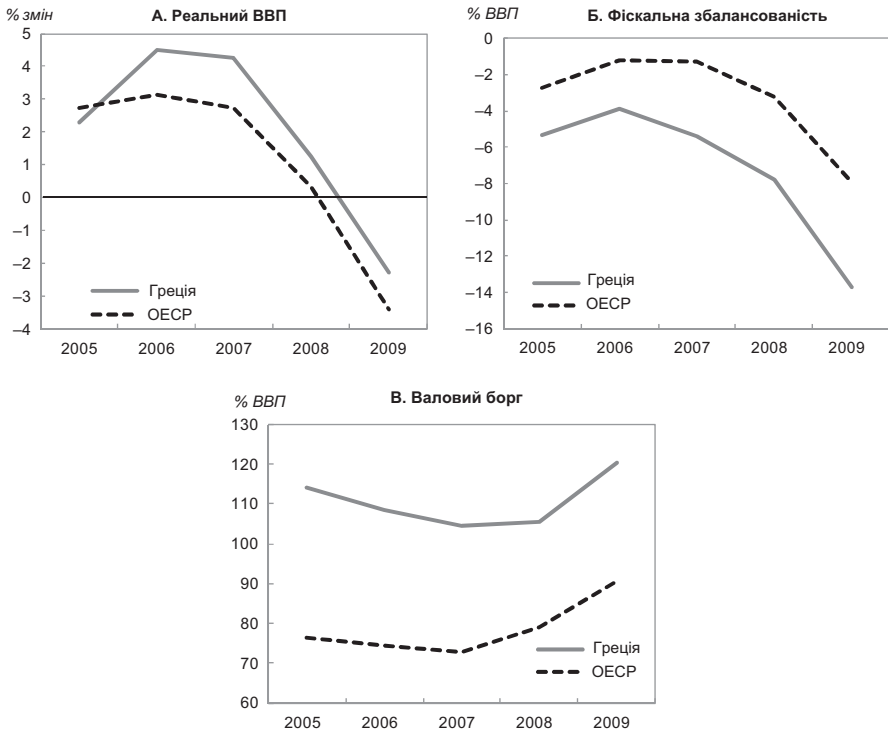 % змін
А. Реальний ВВП
5
4
3
2
1
0
–1
–2
–3
–4
Греція
ОЕСР
2005 2006 2007 2008 2009
% ВВП
Б. Фіскальна збалансованість
0
–2
–4
–6
–8
–10
–12
–14
–16
Греція
ОЕСР
2005 2006 2007 2008 2009
% ВВП
В. Валовий борг
130
120
110
100
90
80
70
60
Греція
ОЕСР
2005 2006 2007 2008 2009